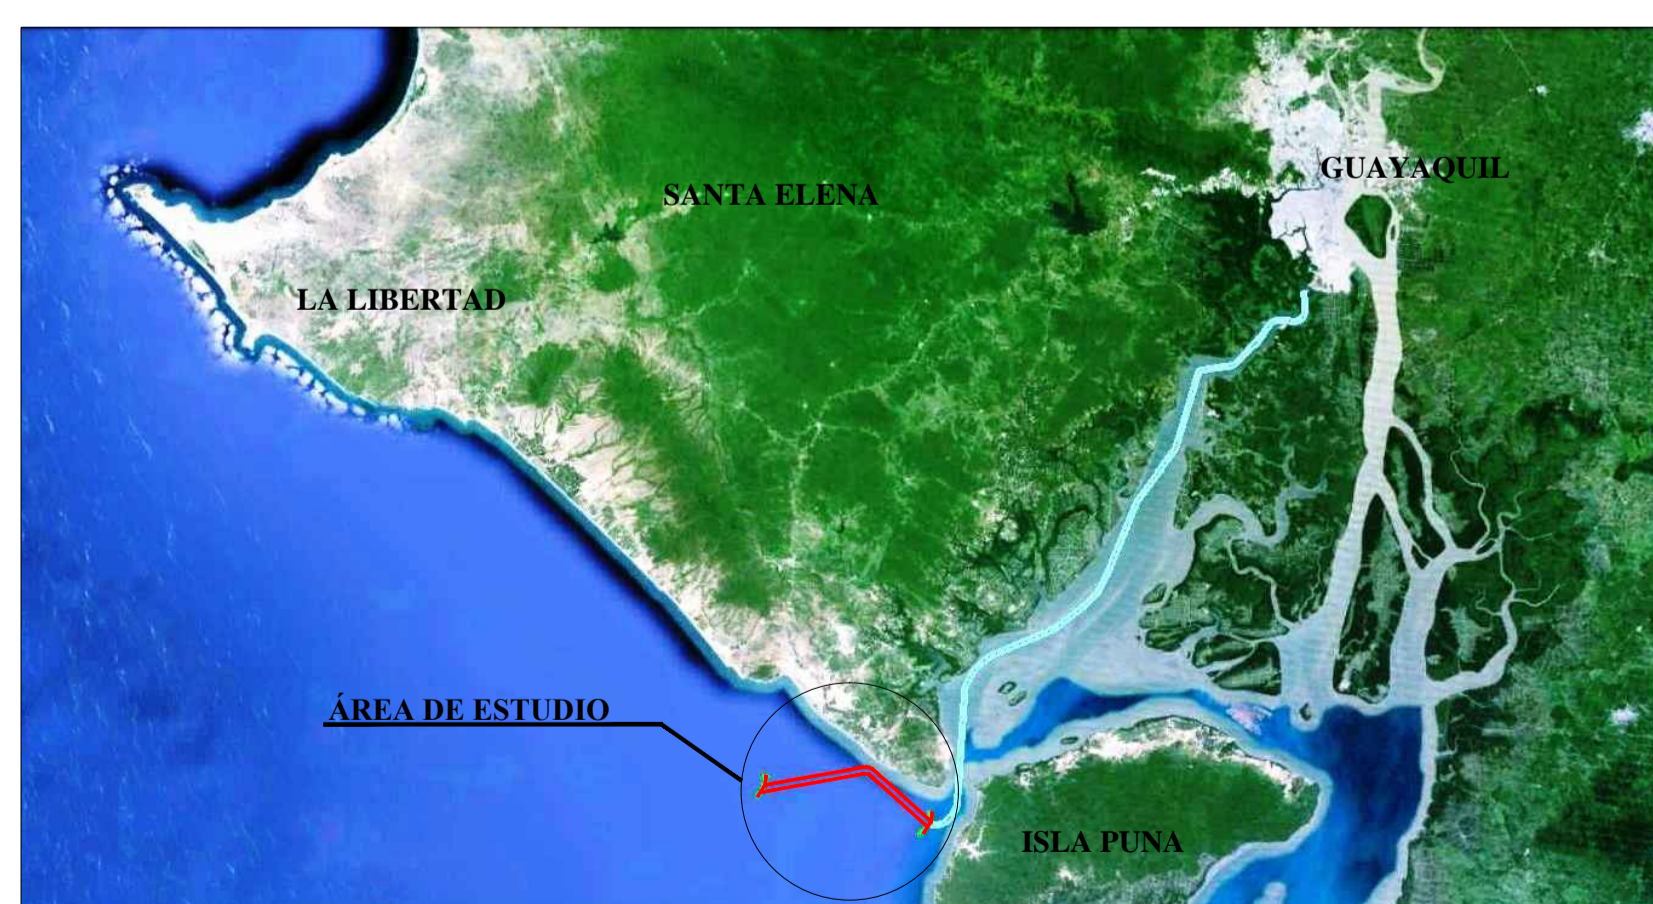 GUAYAQUIL
SANTA ELENA
LA LIBERTAD
ÁREA DE ESTUDIO
ISLA PUNA